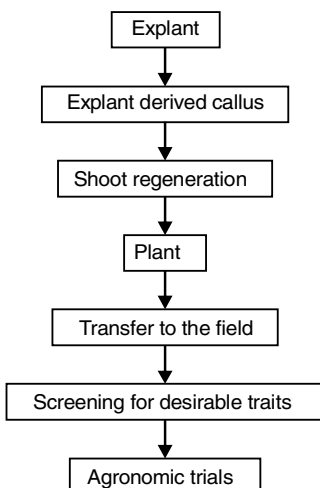 Explant
Explant derived callus
Shoot regeneration
Plant
Transfer to the field
Screening for desirable traits
Agronomic trials